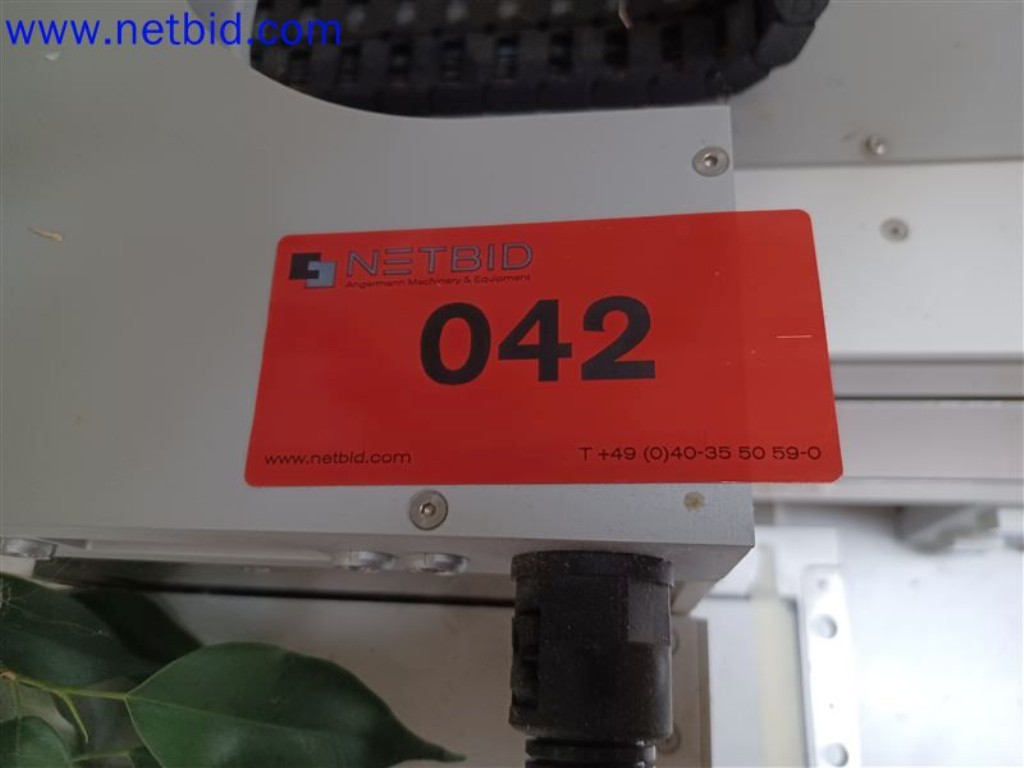 www.netbid.com
NETBID
Angermann Machinery & Equipment
042
www.netbid.com
T +49 (0)40-35 50 59-0